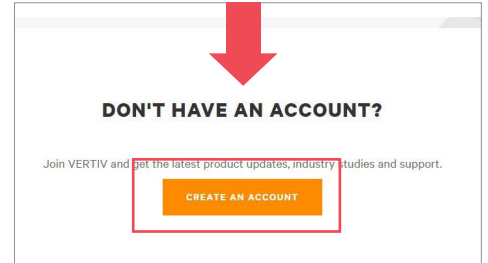 DON'T HAVE AN ACCOUNT?
Join VERTIV and get the latest product updates, industry studies and support.
CREATE AN ACCOUNT